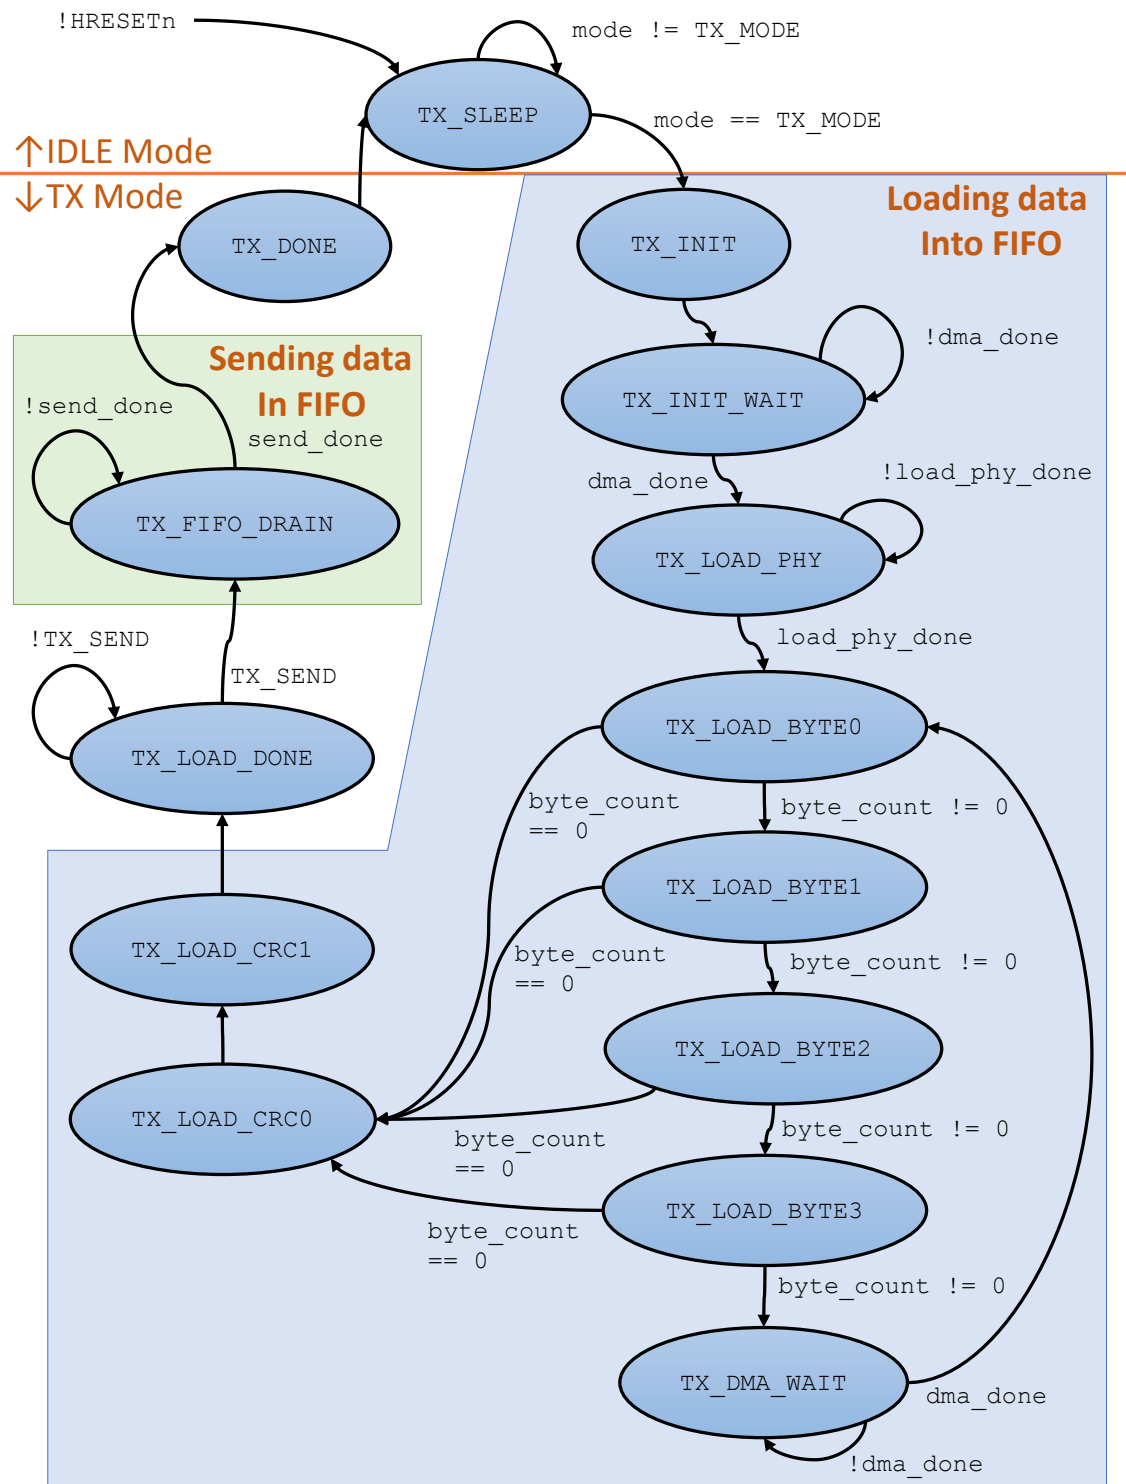 !HRESETn
mode != TX_MODE
TX_SLEEP
mode == TX_MODE
↑IDLE Mode
↓TX Mode
Loading data
Into FIFO
TX_DONE
TX_INIT
!dma_done
Sending data
In FIFO
TX_INIT_WAIT
!send_done
send_done
dma_done
!load_phy_done
TX_FIFO_DRAIN
TX_LOAD_PHY
!TX_SEND
load_phy_done
TX_SEND
TX_LOAD_BYTE0
TX_LOAD_DONE
byte_count
== 0
byte_count != 0
TX_LOAD_BYTE1
TX_LOAD_CRC1
byte_count
== 0
byte_count != 0
TX_LOAD_BYTE2
TX_LOAD_CRC0
byte_count
== 0
byte_count != 0
TX_LOAD_BYTE3
byte_count
== 0
byte_count != 0
TX_DMA_WAIT
dma_done
!dma_done